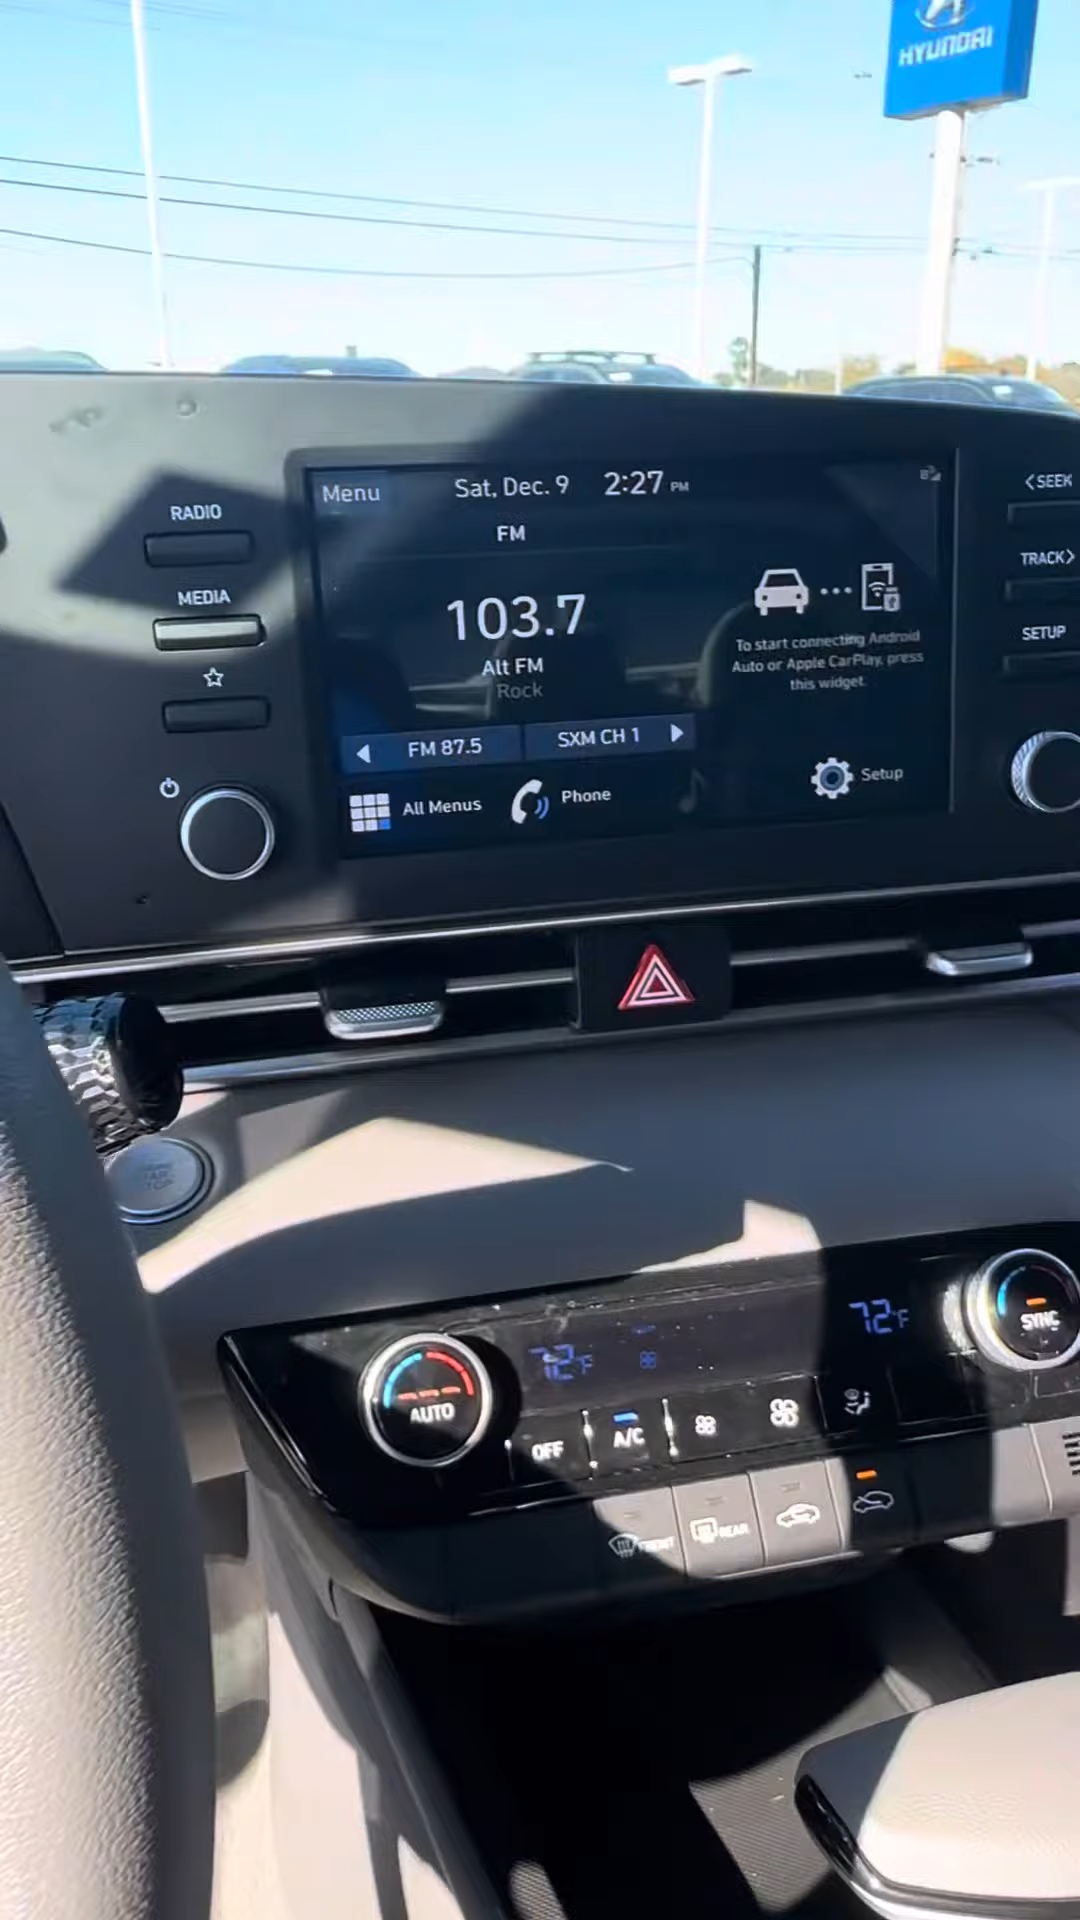 HYUNDAI
RADIO
MEDIA
Menu
Sat, Dec. 9
2:27 PM
FM
103.7
Alt FM
Rock
FM 87.5
SXM CH 1
All Menus
Phone
To start connecting Android
Auto or Apple CarPlay, press
this widget.
Setup
<SEEK
TRACK>
SETUP
72°F
72°F
AUTO
SYNC
OFF
A/C
FRONT
REAR